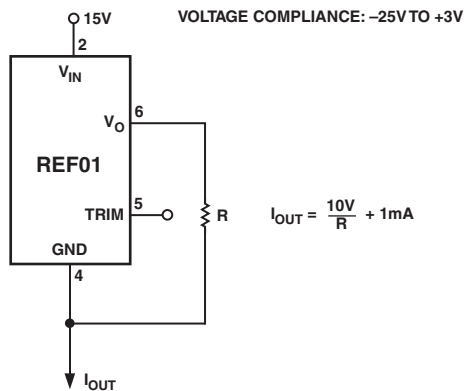 15V
VOLTAGE COMPLIANCE: –25V TO +3V
2
VIN
6
VO
REF01
5
TRIM
R
IOUT = 10V/R + 1mA
GND
4
IOUT